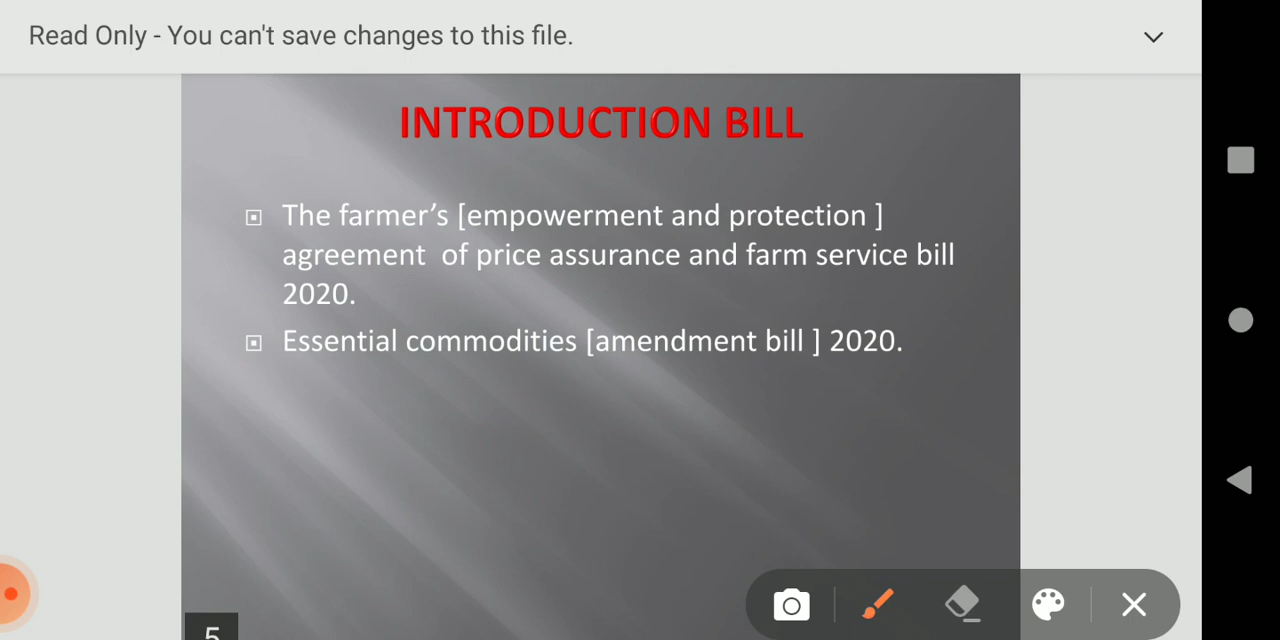 Read Only - You can't save changes to this file.
INTRODUCTION BILL
The farmer’s [empowerment and protection ]
agreement  of price assurance and farm service bill
2020.
Essential commodities [amendment bill ] 2020.
5